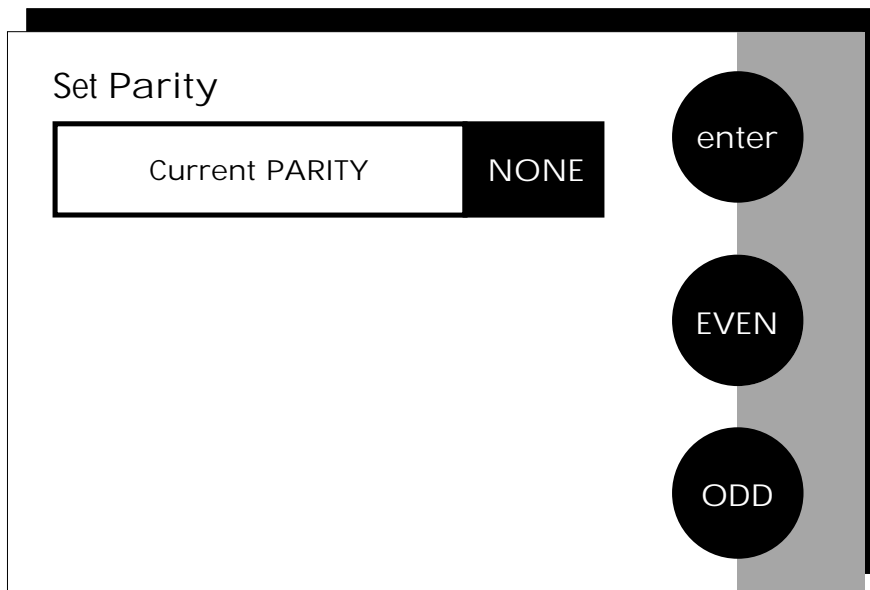 Set Parity
Current PARITY NONE
enter
EVEN
ODD